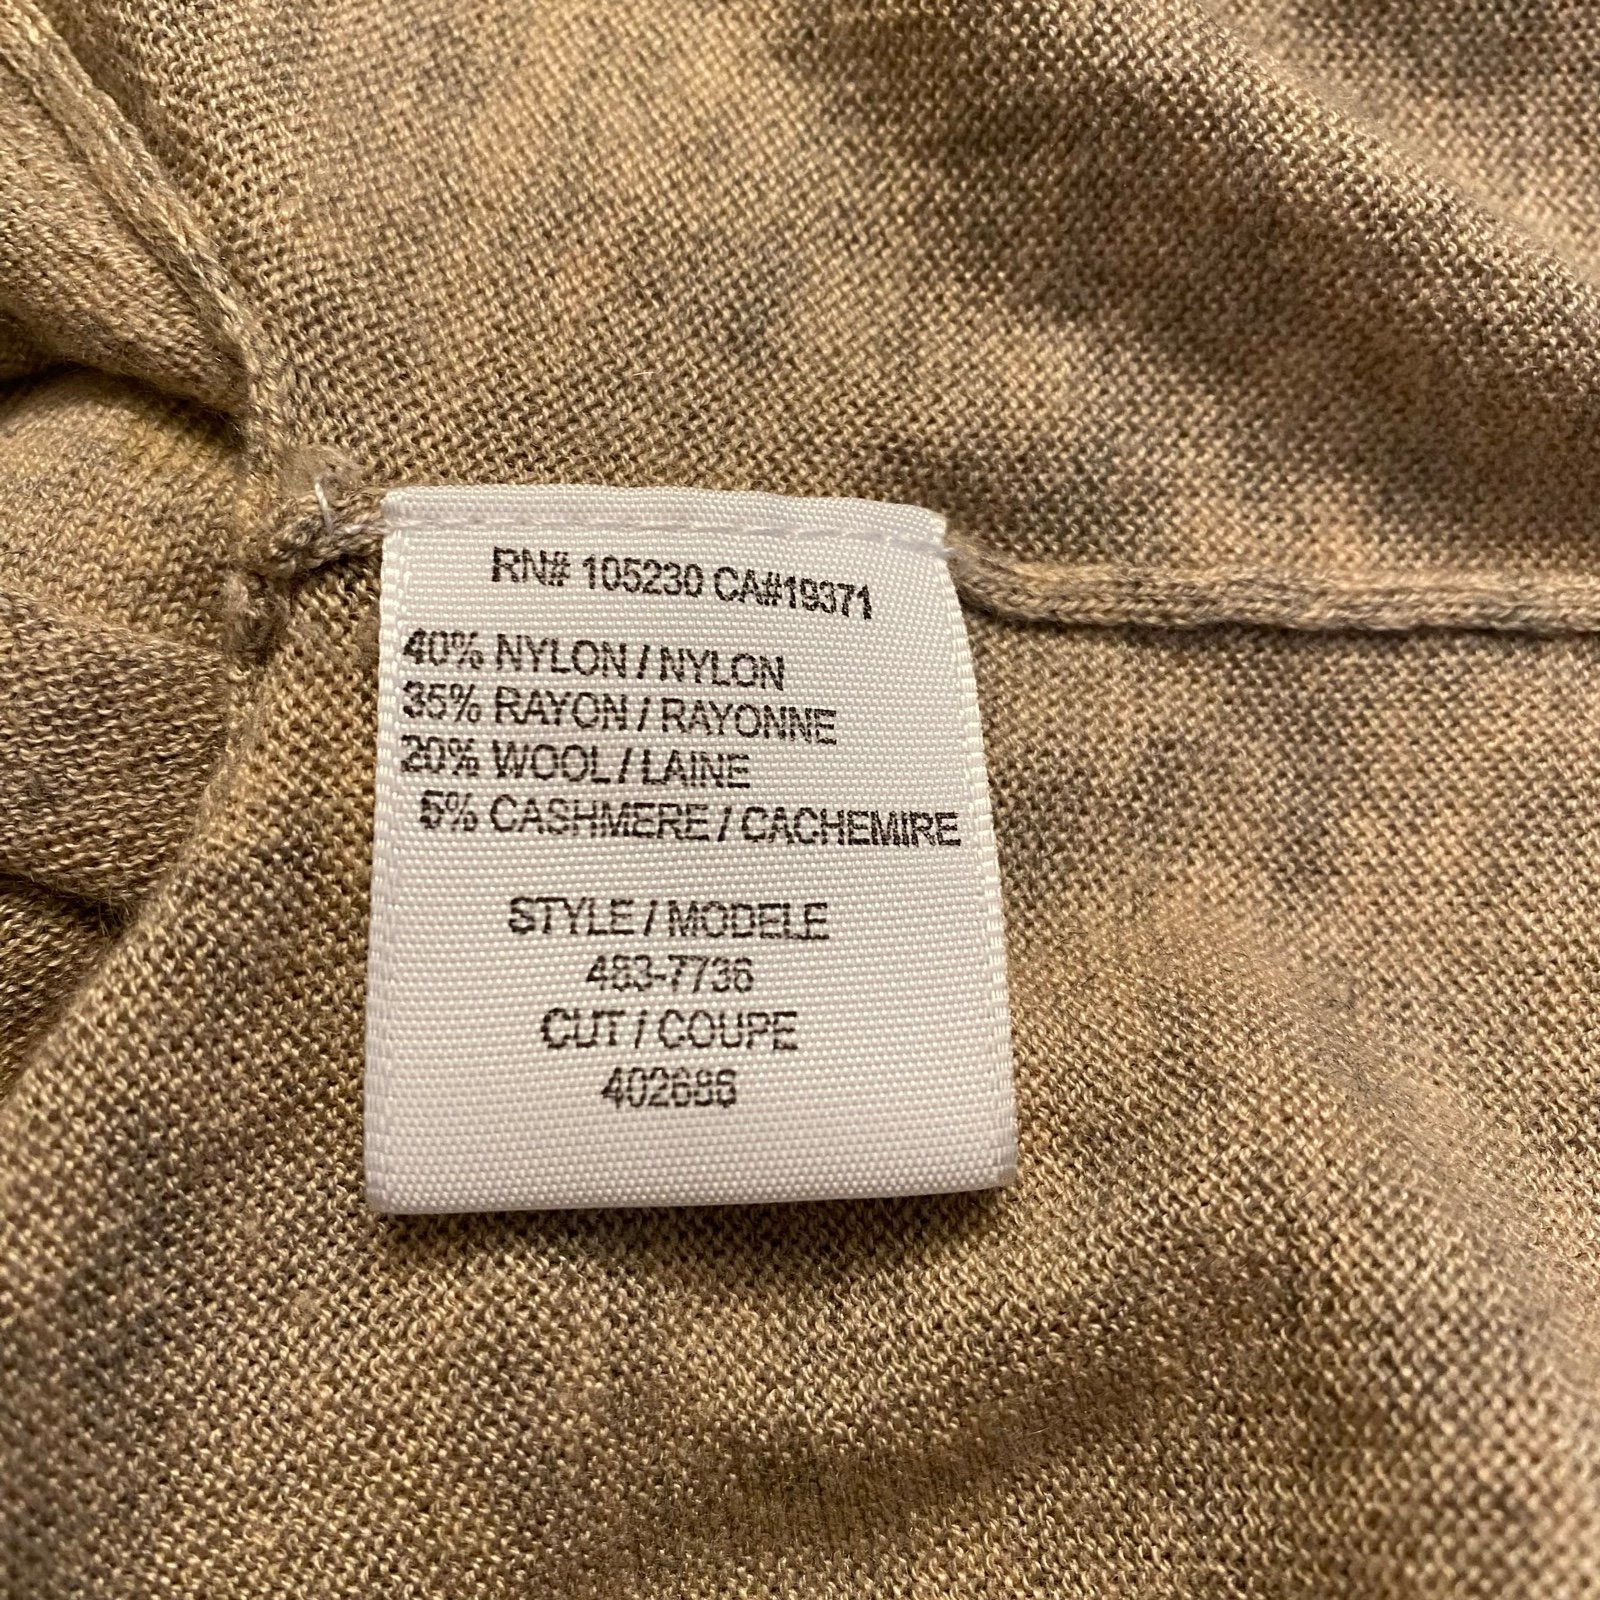 RN# 105230 CA#19371
40% NYLON / NYLON
35% RAYON / RAYONNE
20% WOOL / LAINE
5% CASHMERE / CACHEMIRE
STYLE / MODELE
483-7736
CUT / COUPE
402686